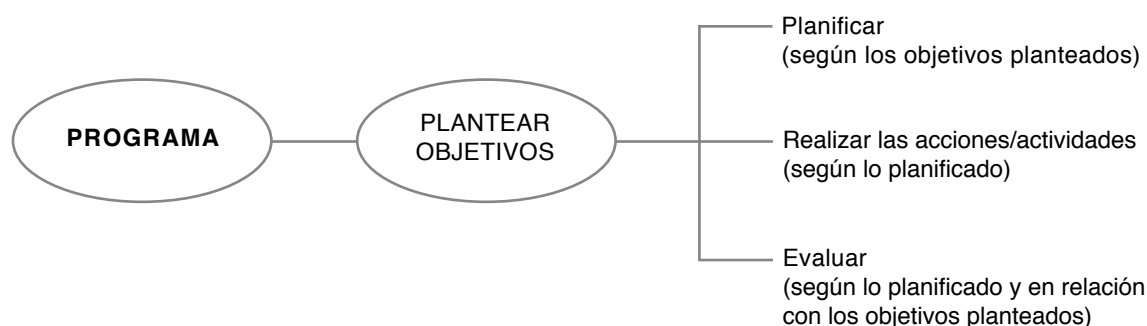 PROGRAMA
PLANTEAR
OBJETIVOS
Planificar
(según los objetivos planteados)
Realizar las acciones/actividades
(según lo planificado)
Evaluar
(según lo planificado y en relación
con los objetivos planteados)